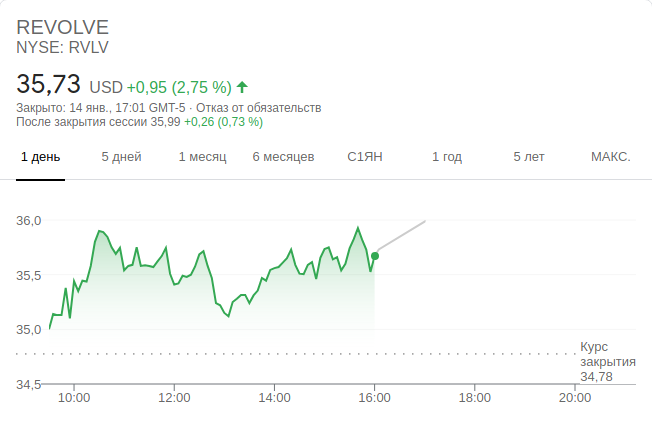 REVOLVE
NYSE: RVLV
35,73 USD +0,95 (2,75 %)
Закрыто: 14 янв., 17:01 GMT-5 · Отказ от обязательств
После закрытия сессии 35,99 +0,26 (0,73 %)
1 день 5 дней 1 месяц 6 месяцев С1ЯН 1 год 5 лет МАКС.
36,0
35,5
35,0
Курс
закрытия
34,78
34,5
10:00 12:00 14:00 16:00 18:00 20:00